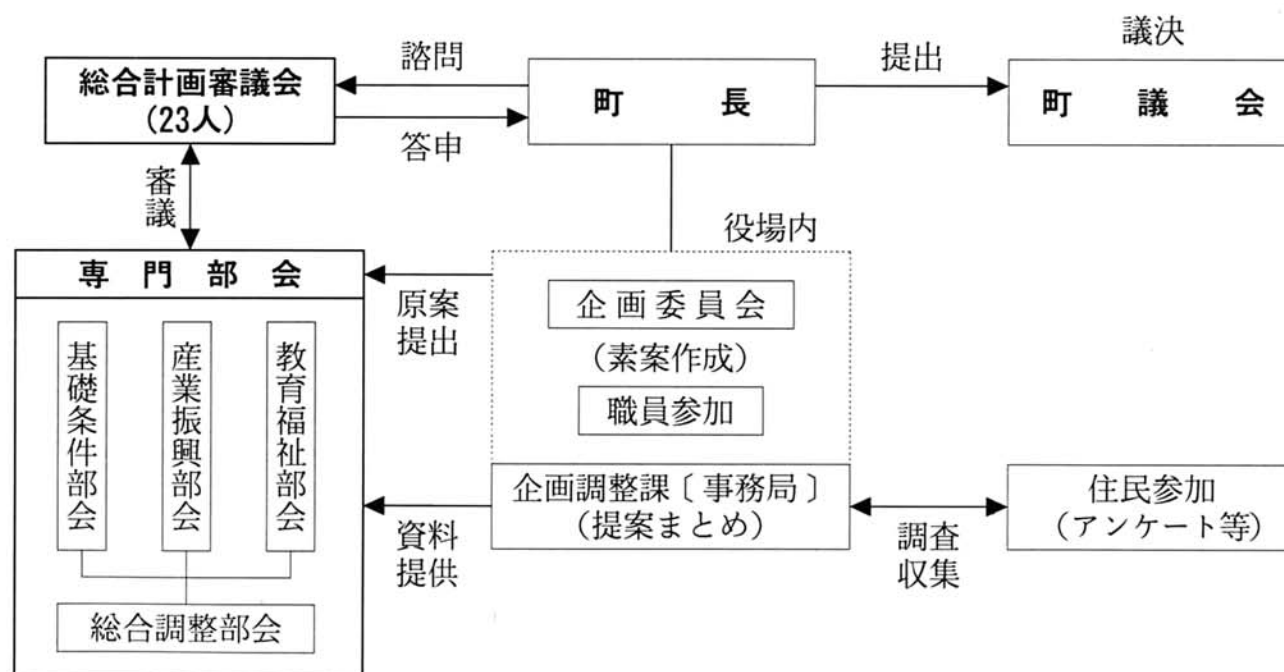 議決
諮問
提出
総合計画審議会
(23人)
町長
町議会
答申
審議
役場内
専門部会
原案
提出
企画委員会
(素案作成)
職員参加
基礎条件部会
産業振興部会
教育福祉部会
企画調整課〔事務局〕
(提案まとめ)
住民参加
(アンケート等)
資料
提供
調査
収集
総合調整部会